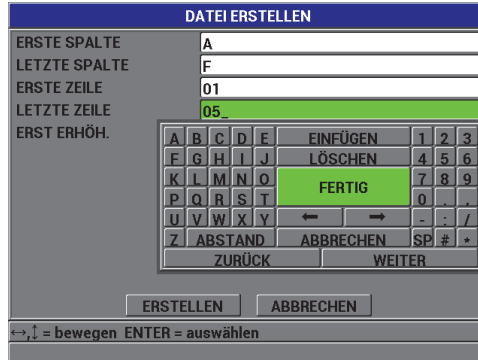 DATEI ERSTELLEN
ERSTE SPALTE A
LETZTE SPALTE F
ERSTE ZEILE 01
LETZTE ZEILE 05_
ERST ERHÖH.
A B C D E EINFÜGEN 1 2 3
F G H I J LÖSCHEN 4 5 6
K L M N O FERTIG 7 8 9
P Q R S T 0 . ,
U V W X Y ← → - : /
Z ABSTAND ABBRECHEN SP # *
ZURÜCK WEITER
ERSTELLEN ABBRECHEN
↔,↕ = bewegen ENTER = auswählen